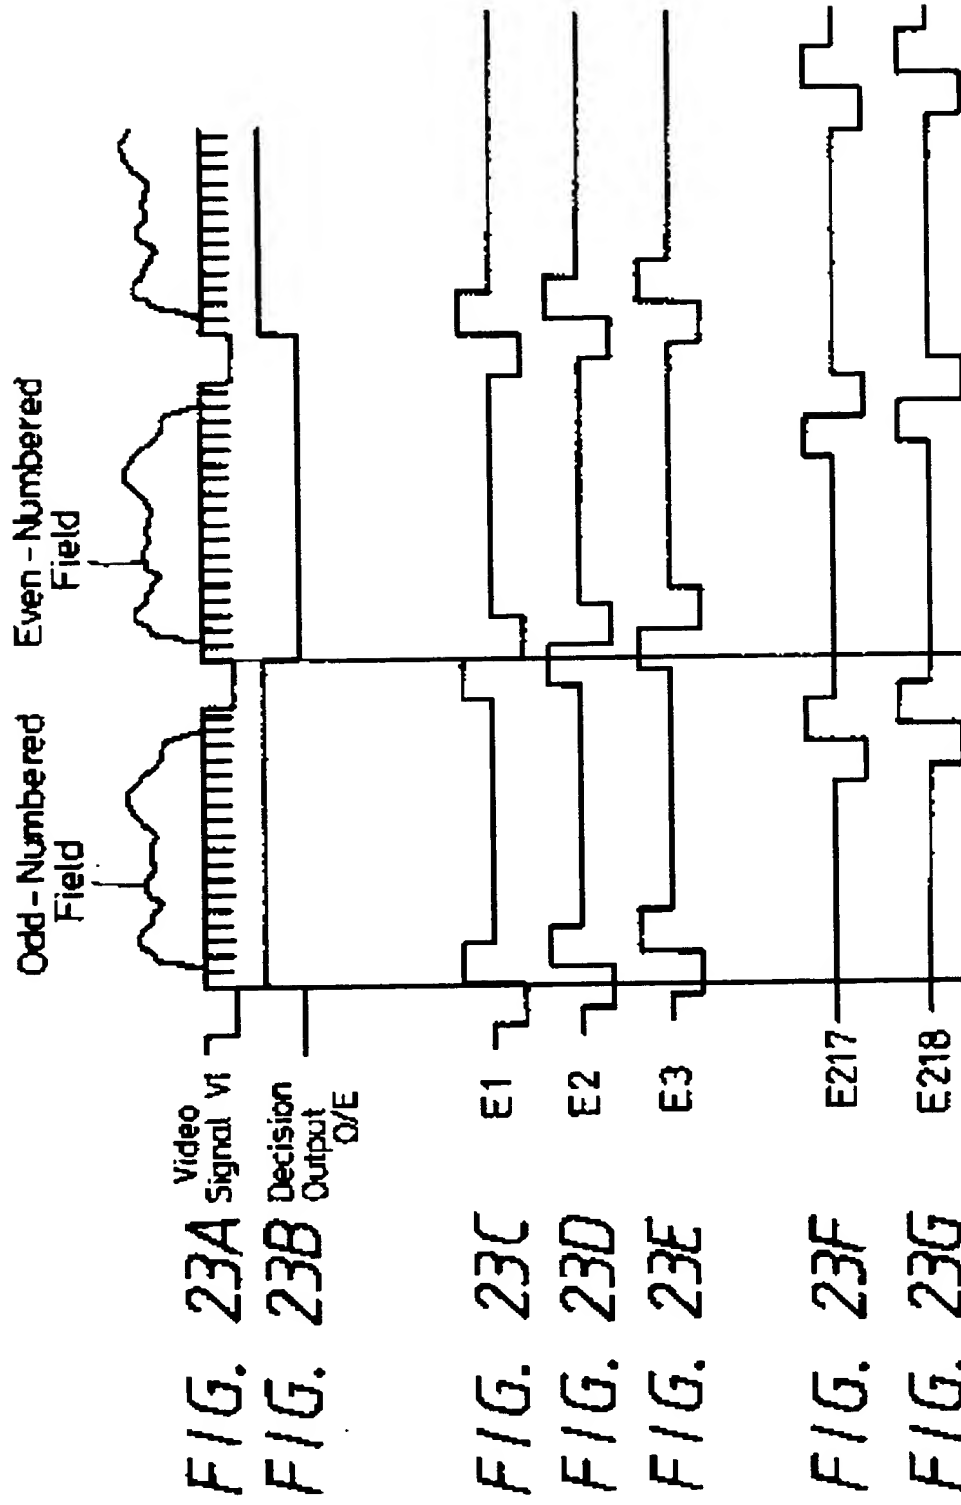 Odd-Numbered
Field
Even-Numbered
Field
FIG. 23A
Video
Signal V1
FIG. 23B
Decision
Output
O/E
FIG. 23C
E1
FIG. 23D
E2
FIG. 23E
E3
FIG. 23F
E217
FIG. 23G
E218